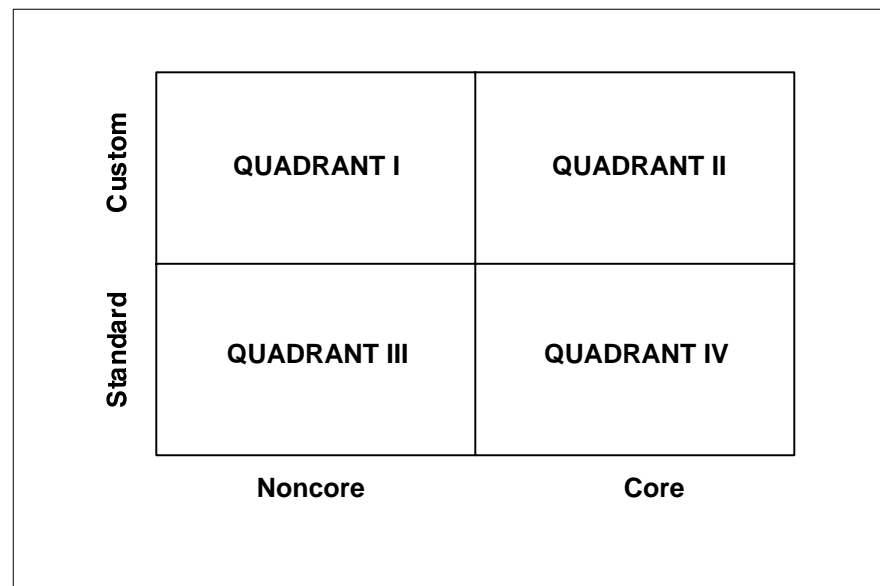 Custom
QUADRANT I
QUADRANT II
Standard
QUADRANT III
QUADRANT IV
Noncore
Core